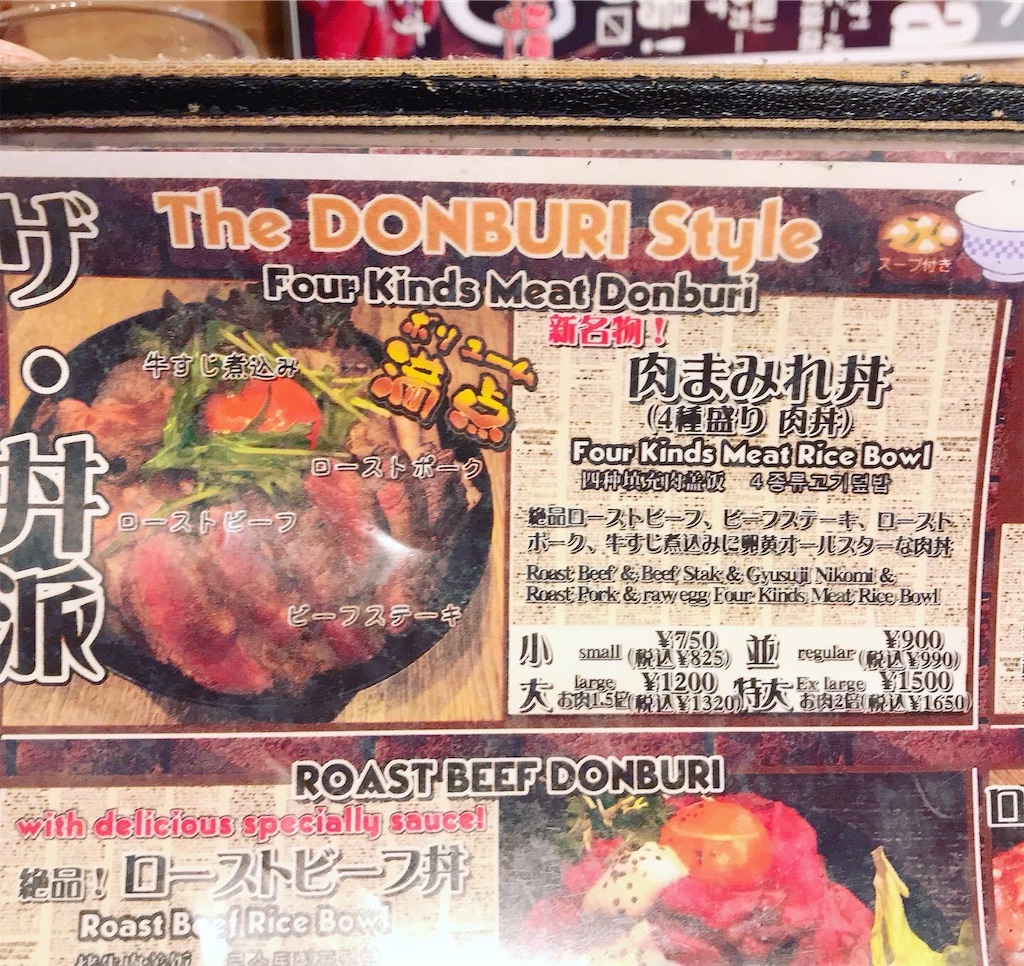 ザ・丼派
The DONBURI Style
スープ付き
Four Kinds Meat Donburi
ボリューム
満点
牛すじ煮込み
ローストポーク
ローストビーフ
ビーフステーキ
新名物！
肉まみれ丼
(4種盛り 肉丼)
Four Kinds Meat Rice Bowl
四种填充肉盖饭 4종류고기덮밥
絶品ローストビーフ、ビーフステーキ、ロースト
ポーク、牛すじ煮込みに卵黄オールスターな肉丼
Roast Beef & Beef Stak & Gyusuji Nikomi &
Roast Pork & raw egg Four Kinds Meat Rice Bowl
小 small ¥750 (税込¥825) 並 regular ¥900 (税込¥990)
大 large お肉1.5倍 ¥1200 (税込¥1320) 特大 Ex large お肉2倍 ¥1500 (税込¥1650)
ROAST BEEF DONBURI
with delicious specially sauce!
絶品！ローストビーフ丼
Roast Beef Rice Bowl